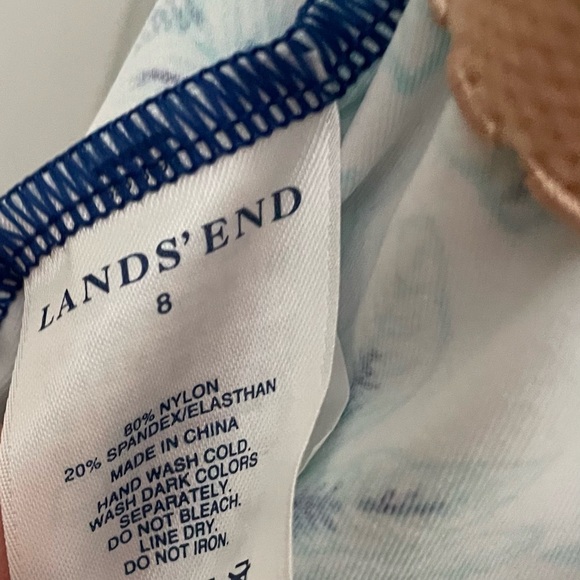 LANDS' END
8
80% NYLON
20% SPANDEX/ELASTHAN
MADE IN CHINA
HAND WASH COLD.
WASH DARK COLORS
SEPARATELY.
DO NOT BLEACH.
LINE DRY.
DO NOT IRON.